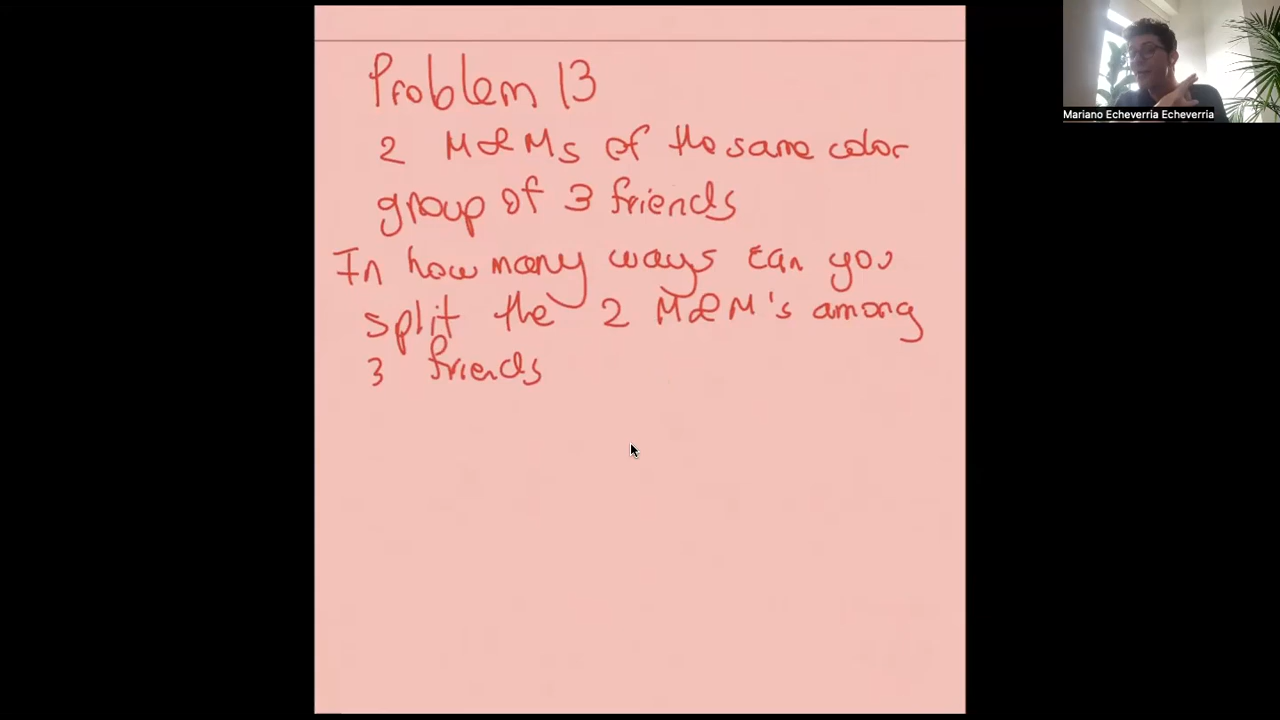 Problem 13
2 M&Ms of the same color
group of 3 friends
In how many ways can you
split the 2 M&M's among
3 friends
Mariano Echeverria Echeverria